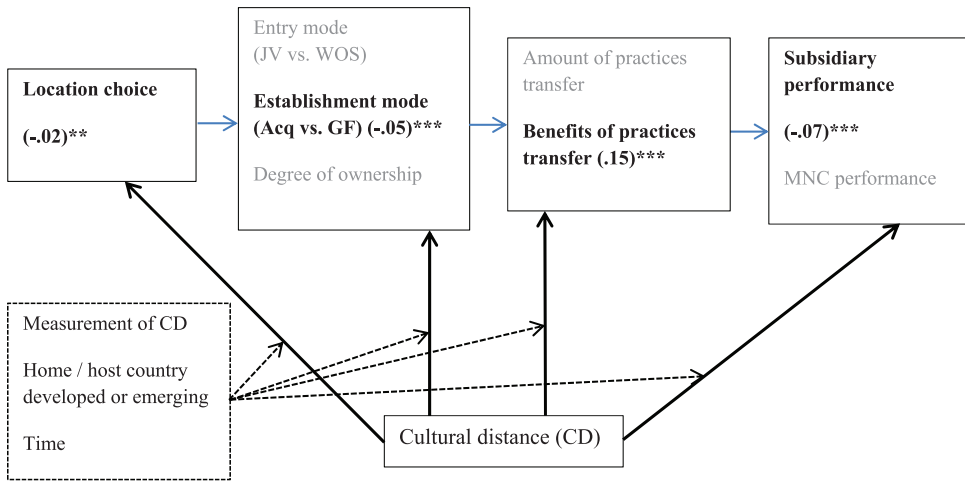 Location choice
(-.02)**
Entry mode
(JV vs. WOS)
Establishment mode
(Acq vs. GF) (-.05)***
Degree of ownership
Amount of practices
transfer
Benefits of practices
transfer (.15)***
Subsidiary
performance
(-.07)***
MNC performance
Measurement of CD
Home / host country
developed or emerging
Time
Cultural distance (CD)